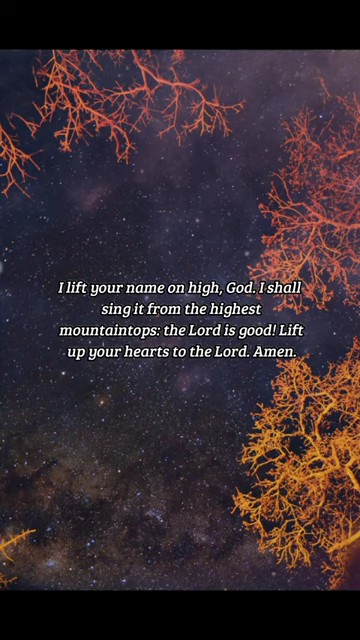 I lift your name on high, God. I shall
sing it from the highest
mountaintops: the Lord is good! Lift
up your hearts to the Lord. Amen.